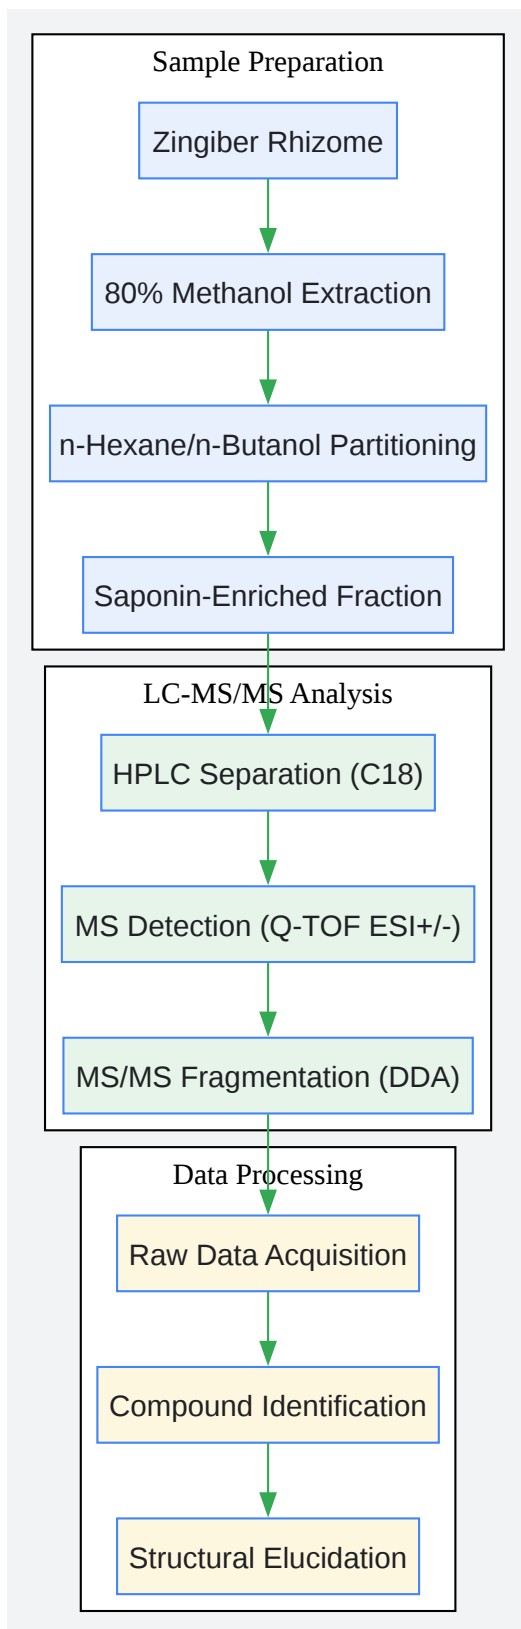 Sample Preparation
Zingiber Rhizome
80% Methanol Extraction
n-Hexane/n-Butanol Partitioning
Saponin-Enriched Fraction
LC-MS/MS Analysis
HPLC Separation (C18)
MS Detection (Q-TOF ESI+/-)
MS/MS Fragmentation (DDA)
Data Processing
Raw Data Acquisition
Compound Identification
Structural Elucidation